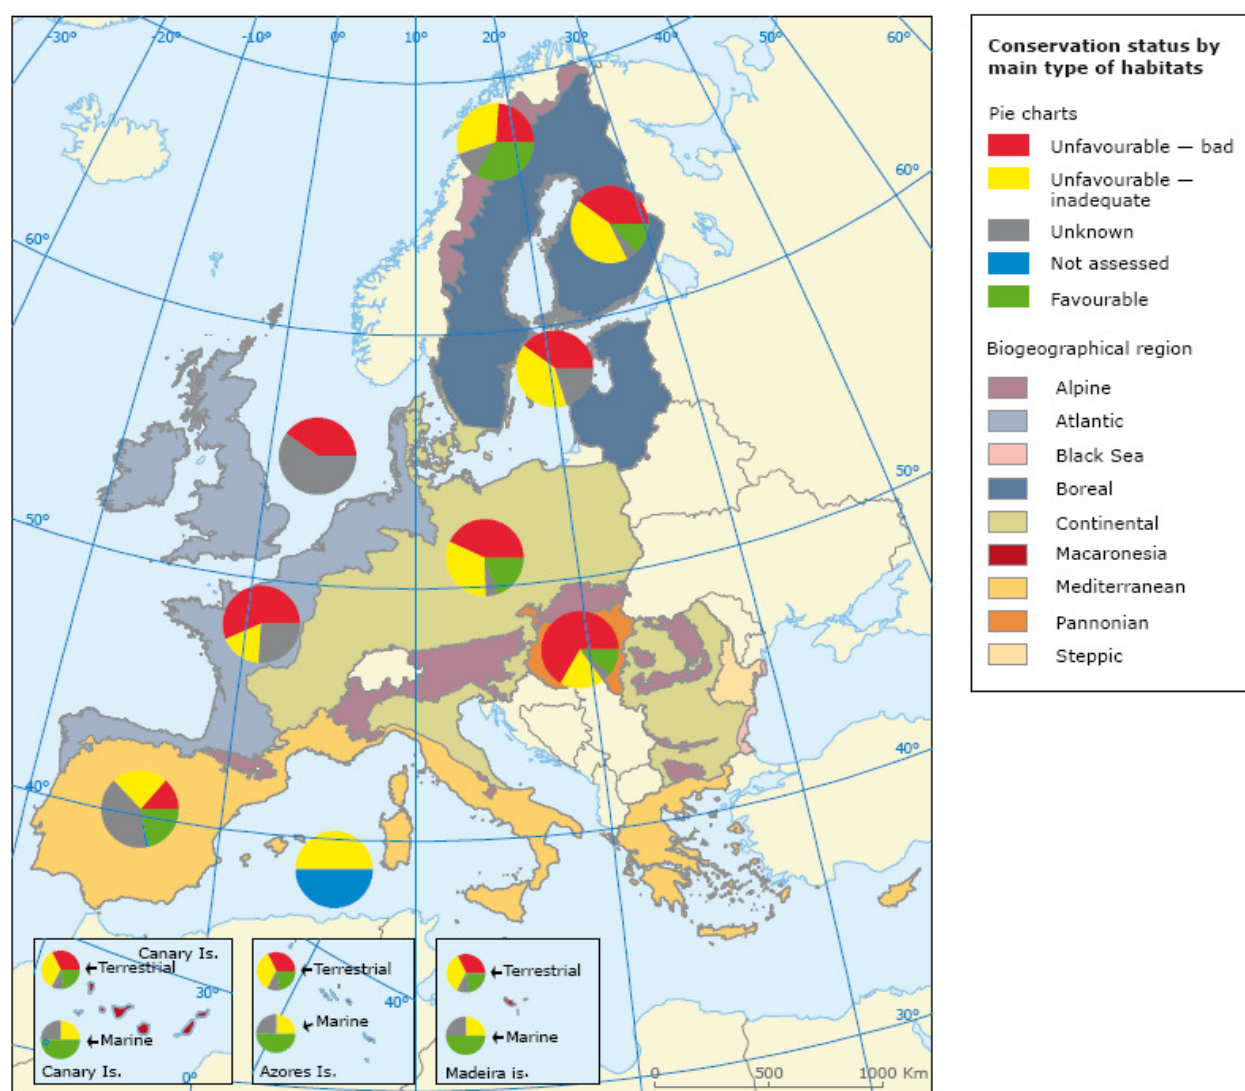 -30°
-20°
-10°
0°
10°
20°
30°
40°
50°
60°
60°
60°
50°
50°
40°
40°
30°
Canary Is.
Terrestrial
30°
Marine
Canary Is.
0°
Terrestrial
40°
Marine
Azores Is.
Terrestrial
Marine
Madeira is.
0
500
1000 Km
Conservation status by
main type of habitats
Pie charts
Unfavourable — bad
Unfavourable —
inadequate
Unknown
Not assessed
Favourable
Biogeographical region
Alpine
Atlantic
Black Sea
Boreal
Continental
Macaronesia
Mediterranean
Pannonian
Steppic